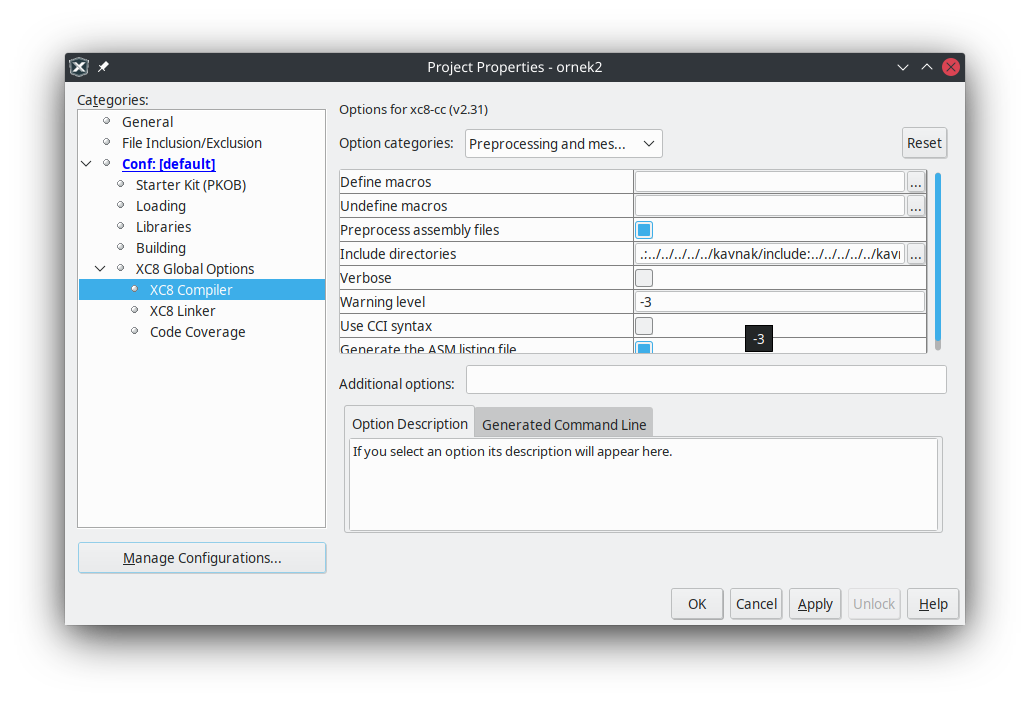 Project Properties - ornek2
Categories:
General
File Inclusion/Exclusion
Conf: [default]
Starter Kit (PKOB)
Loading
Libraries
Building
XC8 Global Options
XC8 Compiler
XC8 Linker
Code Coverage
Manage Configurations...
Options for xc8-cc (v2.31)
Option categories: Preprocessing and mes... Reset
Define macros ...
Undefine macros ...
Preprocess assembly files
Include directories .:../../../../../kavnak/include:../../../../../kavı ...
Verbose
Warning level -3
Use CCI syntax
-3
Generate the ASM listing file
Additional options:
Option Description Generated Command Line
If you select an option its description will appear here.
OK Cancel Apply Unlock Help